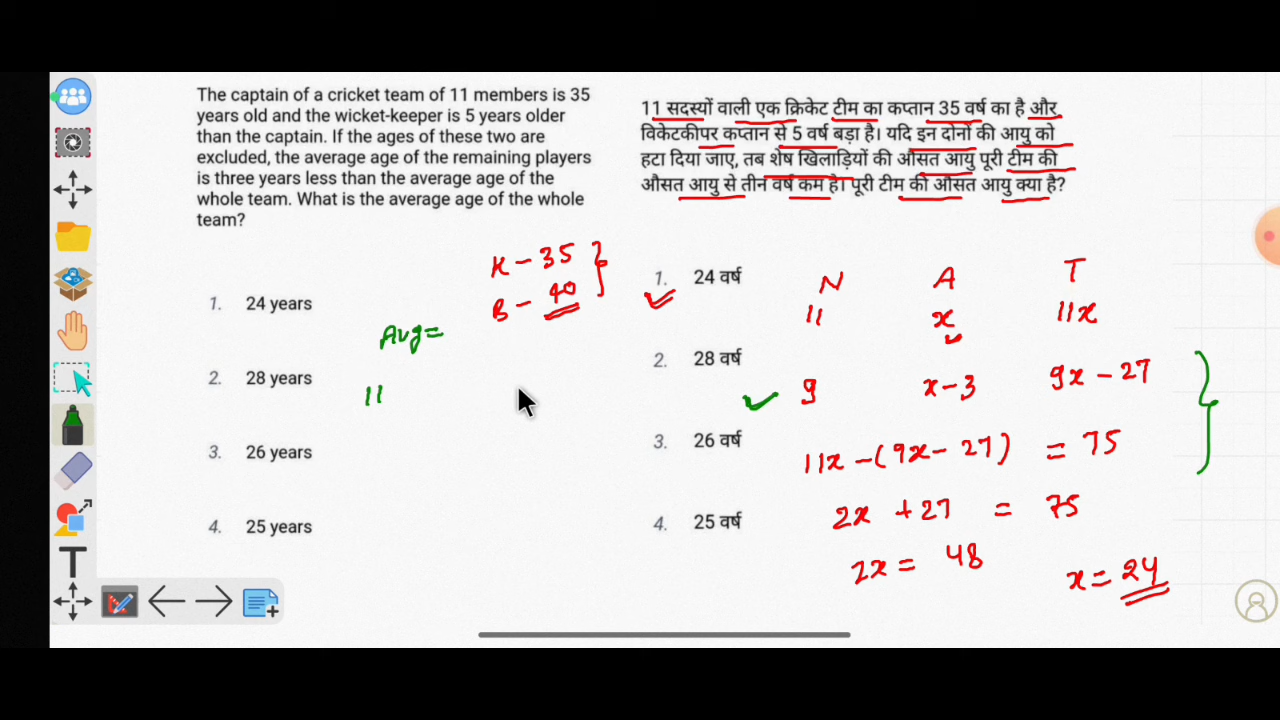 The captain of a cricket team of 11 members is 35
years old and the wicket-keeper is 5 years older
than the captain. If the ages of these two are
excluded, the average age of the remaining players
is three years less than the average age of the
whole team. What is the average age of the whole
team?
1. 24 years
2. 28 years
3. 26 years
4. 25 years
K - 35
B - 40
Avg =
11
11 सदस्यों वाली एक क्रिकेट टीम का कप्तान 35 वर्ष का है और
विकेटकीपर कप्तान से 5 वर्ष बड़ा है। यदि इन दोनों की आयु को
हटा दिया जाए, तब शेष खिलाड़ियों की औसत आयु पूरी टीम की
औसत आयु से तीन वर्ष कम है। पूरी टीम की औसत आयु क्या है?
1. 24 वर्ष
2. 28 वर्ष
3. 26 वर्ष
4. 25 वर्ष
N A T
11 x 11x
9 x-3 9x-27
11x-(9x-27) = 75
2x +27 = 75
2x = 48
x = 24
T